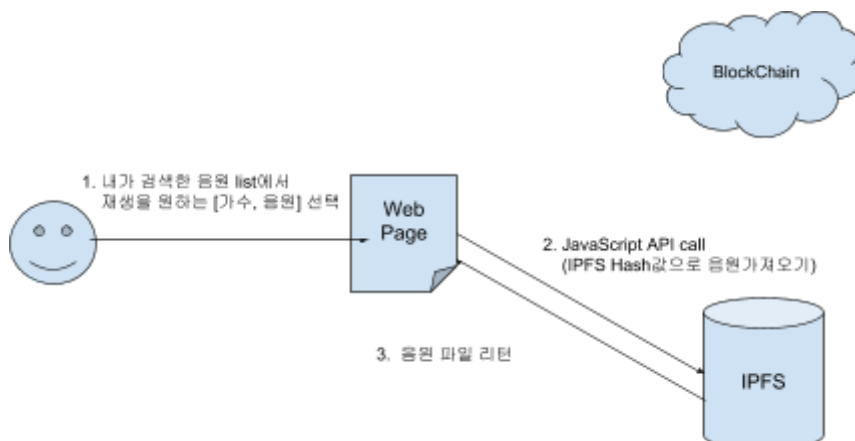 BlockChain
1. 내가 검색한 음원 list에서
재생을 원하는 [가수, 음원] 선택
Web
Page
2. JavaScript API call
(IPFS Hash값으로 음원가져오기)
3. 음원 파일 리턴
IPFS